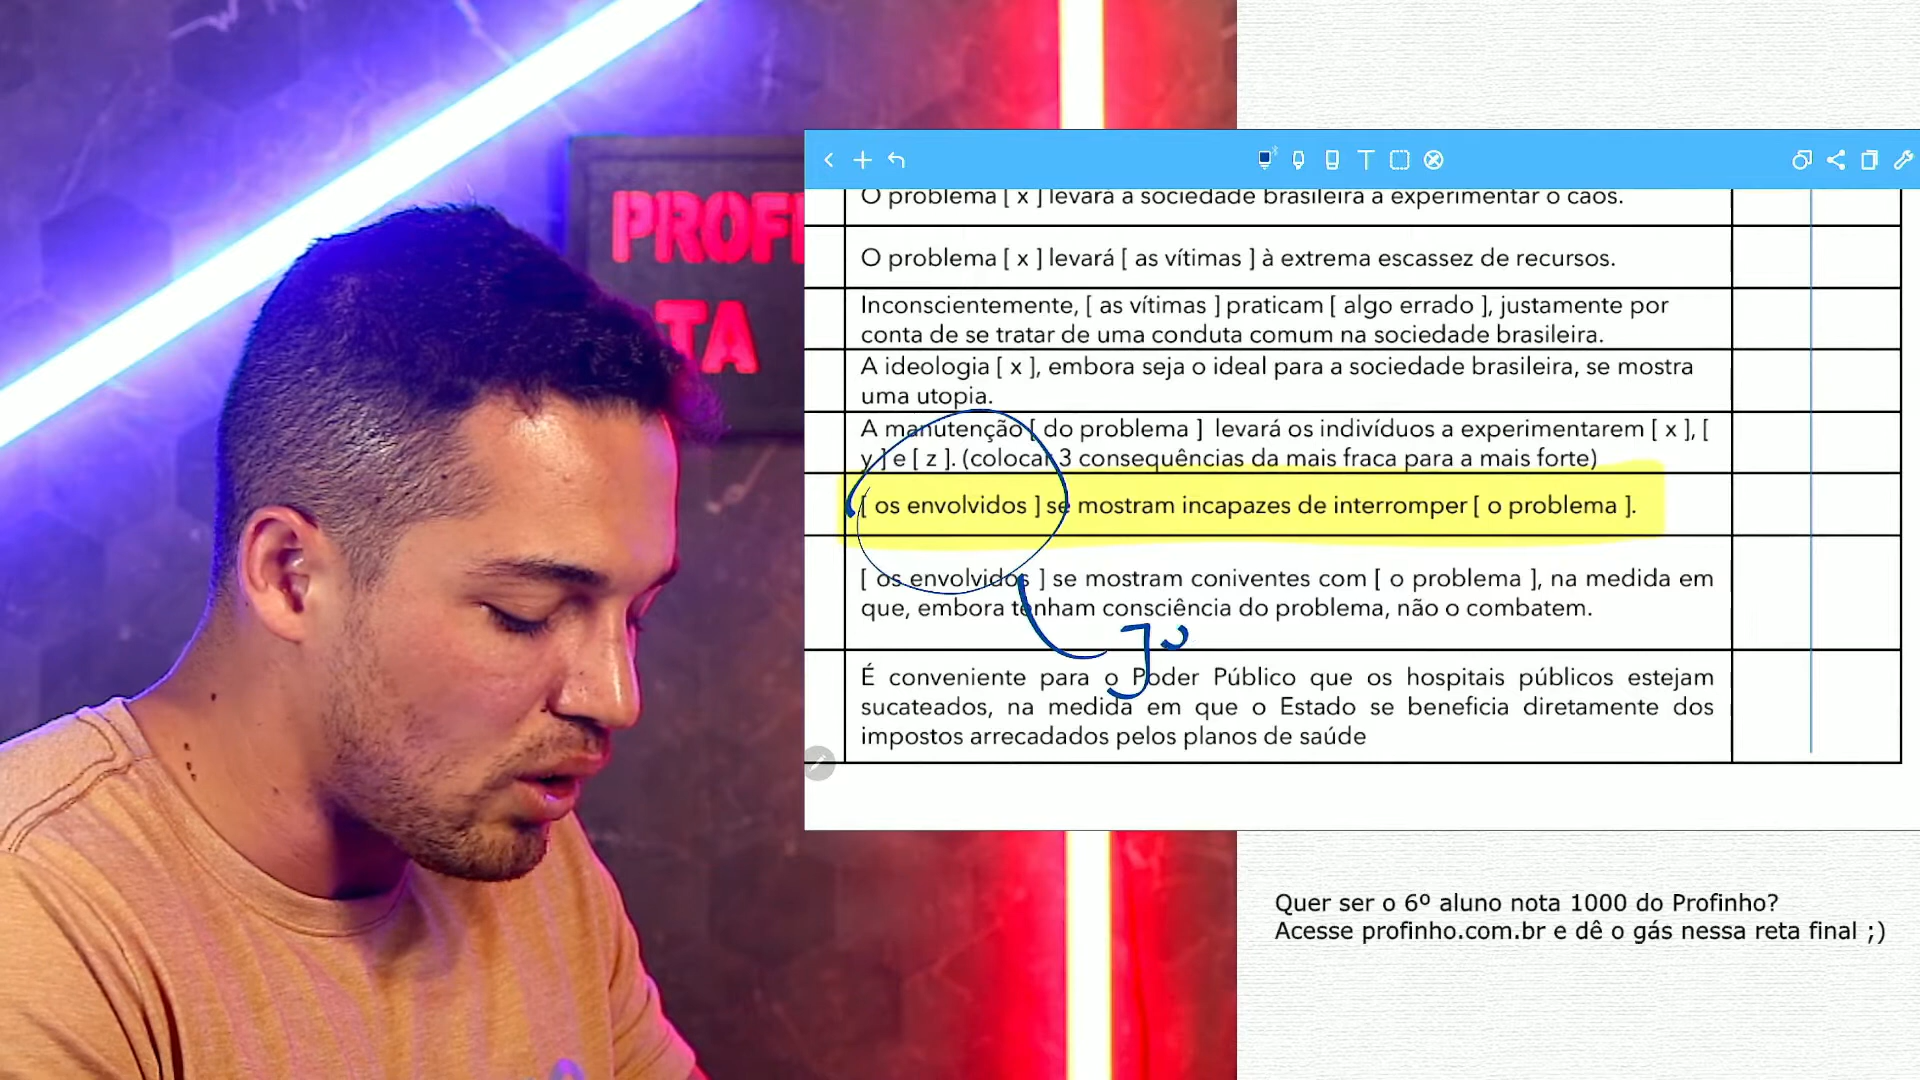 PROFI
TA
O problema [ x ] levará a sociedade brasileira a experimentar o caos.
O problema [ x ] levará [ as vítimas ] à extrema escassez de recursos.
Inconscientemente, [ as vítimas ] praticam [ algo errado ], justamente por
conta de se tratar de uma conduta comum na sociedade brasileira.
A ideologia [ x ], embora seja o ideal para a sociedade brasileira, se mostra
uma utopia.
A manutenção [ do problema ] levará os indivíduos a experimentarem [ x ], [
y ] e [ z ]. (colocar 3 consequências da mais fraca para a mais forte)
[ os envolvidos ] se mostram incapazes de interromper [ o problema ].
[ os envolvidos ] se mostram coniventes com [ o problema ], na medida em
que, embora tenham consciência do problema, não o combatem.
Jo
É conveniente para o Poder Público que os hospitais públicos estejam
sucateados, na medida em que o Estado se beneficia diretamente dos
impostos arrecadados pelos planos de saúde
Quer ser o 6º aluno nota 1000 do Profinho?
Acesse profinho.com.br e dê o gás nessa reta final ;)